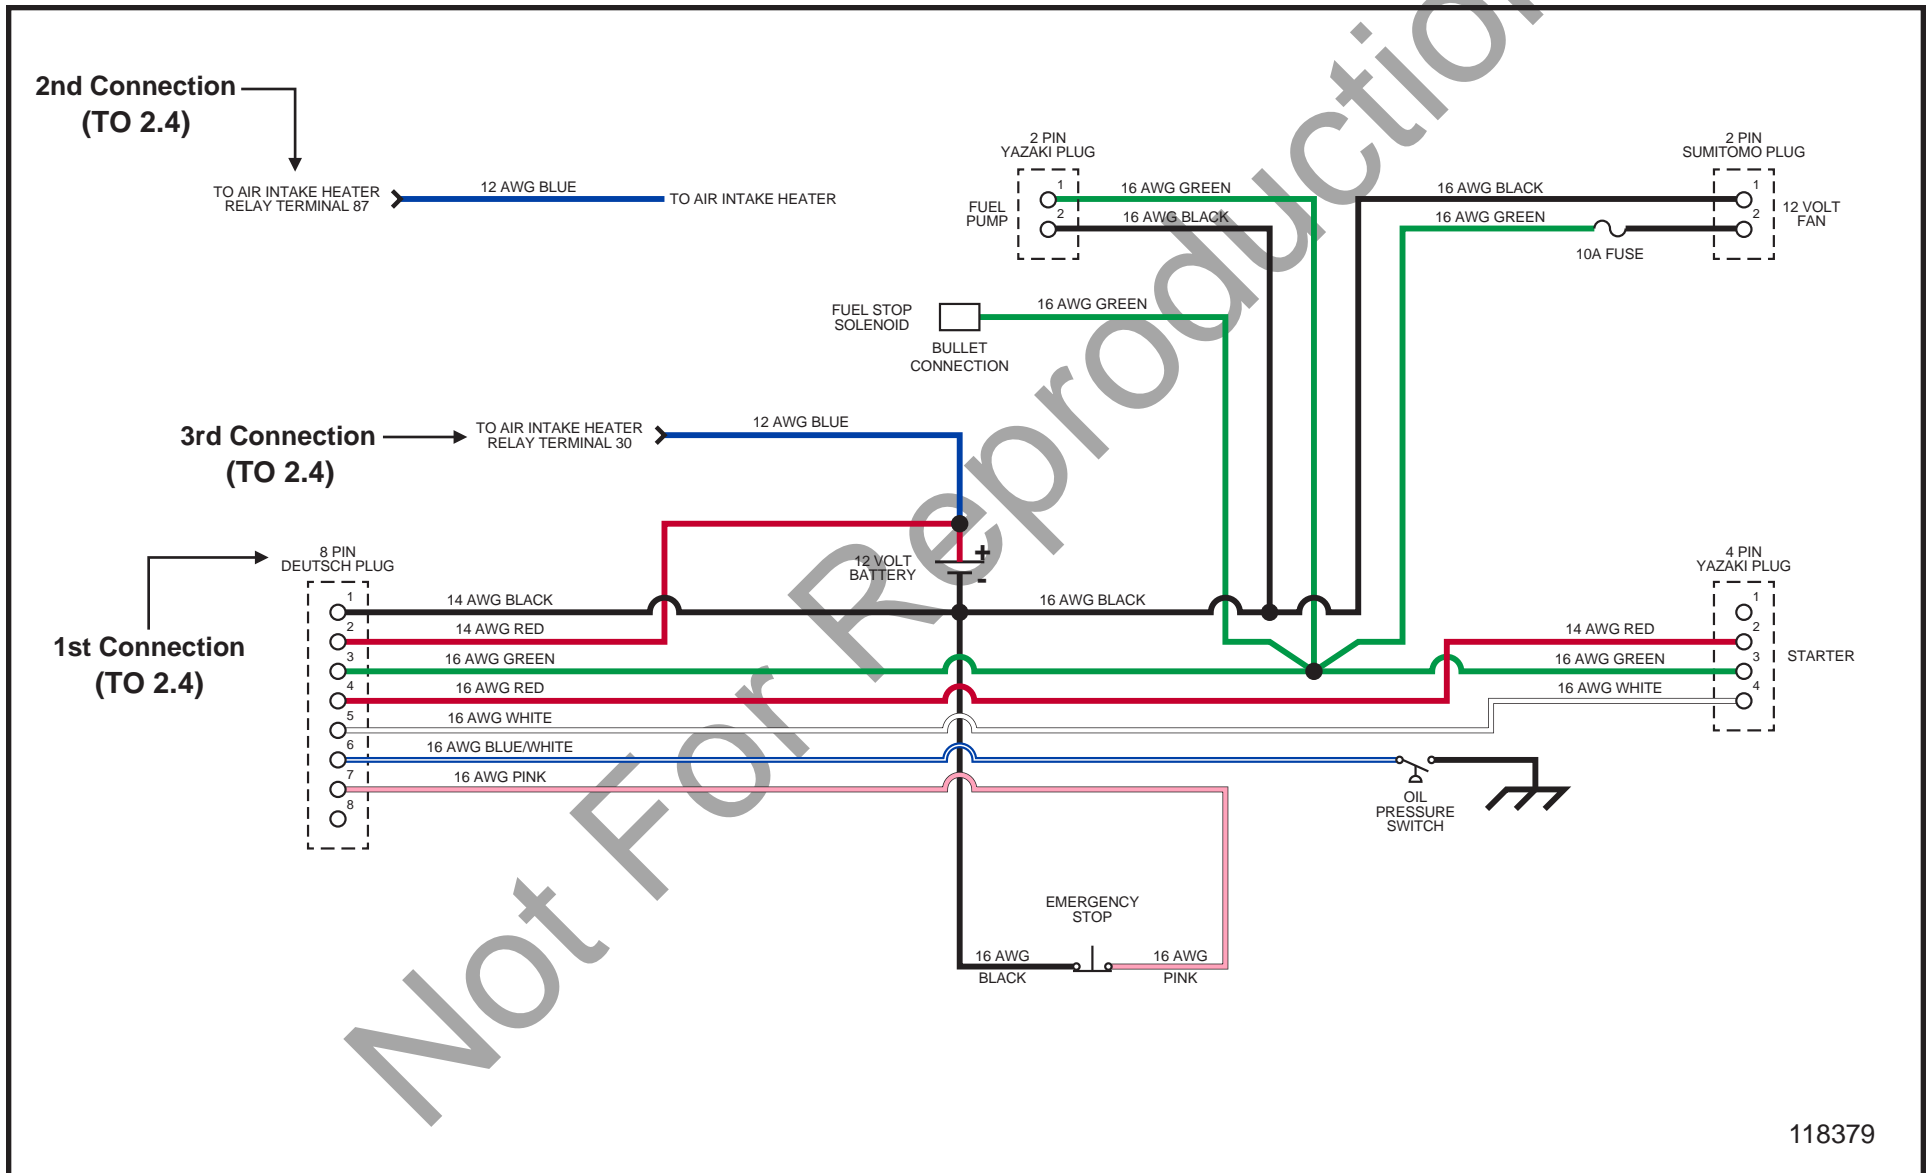 2nd Connection
(TO 2.4)
TO AIR INTAKE HEATER
RELAY TERMINAL 87
12 AWG BLUE
TO AIR INTAKE HEATER
2 PIN
YAZAKI PLUG
FUEL
PUMP
1
2
16 AWG GREEN
16 AWG BLACK
2 PIN
SUMITOMO PLUG
16 AWG BLACK
16 AWG GREEN
10A FUSE
1
2
12 VOLT
FAN
FUEL STOP
SOLENOID
BULLET
CONNECTION
16 AWG GREEN
3rd Connection
(TO 2.4)
TO AIR INTAKE HEATER
RELAY TERMINAL 30
12 AWG BLUE
12 VOLT
BATTERY
+
-
1st Connection
(TO 2.4)
8 PIN
DEUTSCH PLUG
1
2
3
4
5
6
7
8
14 AWG BLACK
14 AWG RED
16 AWG GREEN
16 AWG RED
16 AWG WHITE
16 AWG BLUE/WHITE
16 AWG PINK
16 AWG BLACK
4 PIN
YAZAKI PLUG
1
2
3
4
14 AWG RED
16 AWG GREEN
16 AWG WHITE
STARTER
OIL
PRESSURE
SWITCH
EMERGENCY
STOP
16 AWG
BLACK
16 AWG
PINK
118379
Not For Reproduction